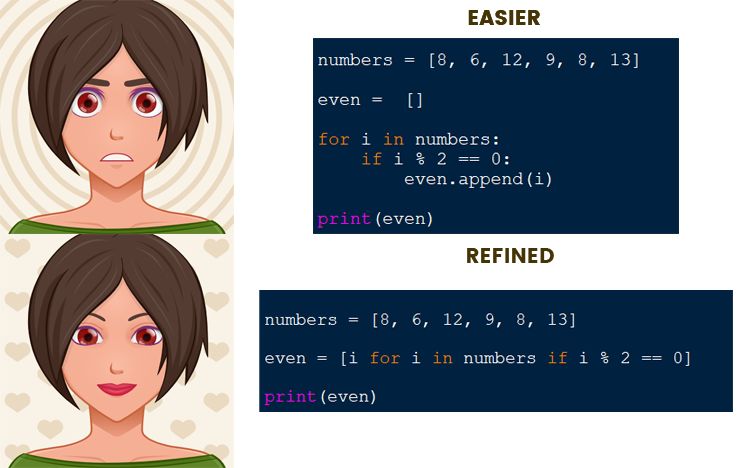 EASIER
numbers = [8, 6, 12, 9, 8, 13]
even =  []
for i in numbers:
    if i % 2 == 0:
        even.append(i)
print(even)
REFINED
numbers = [8, 6, 12, 9, 8, 13]
even = [i for i in numbers if i % 2 == 0]
print(even)